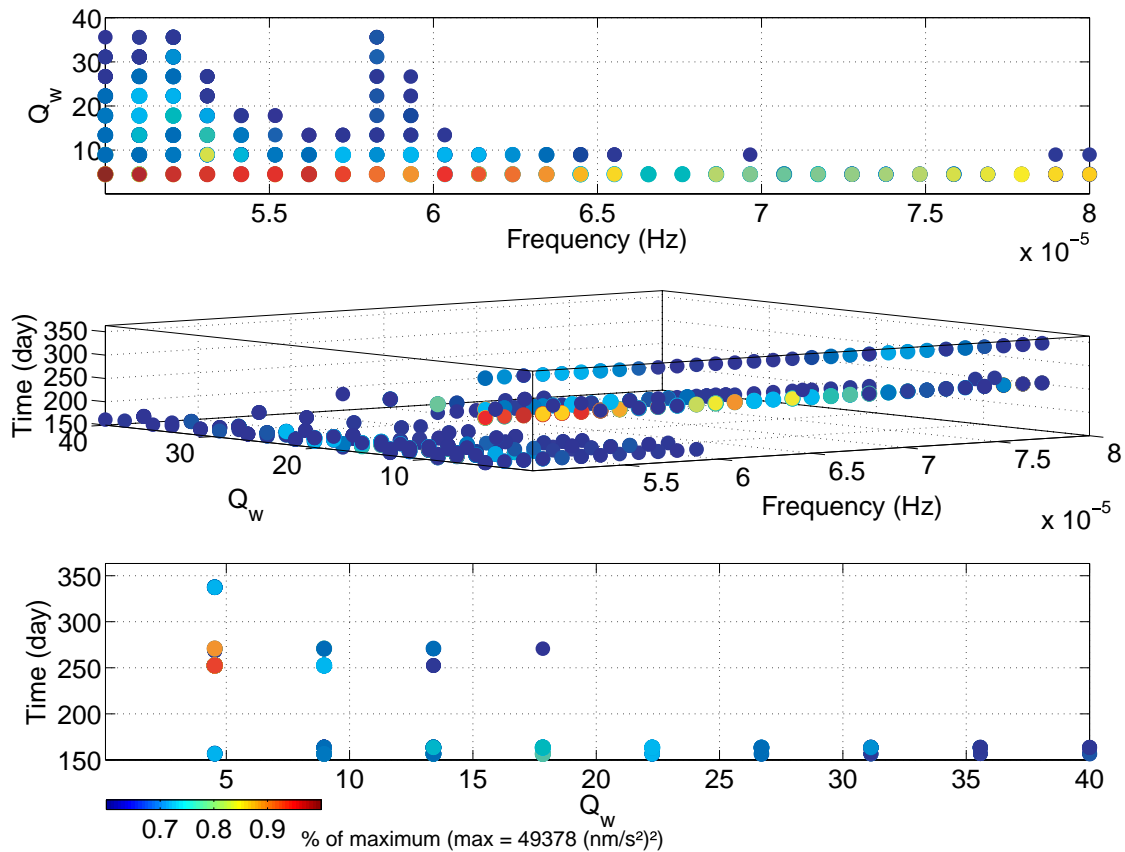 40
30
20
10
Q_w
5.5 6 6.5 7 7.5 8
Frequency (Hz)
x 10⁻⁵
350
300
250
200
150
Time (day)
40 30 20 10
Q_w
5.5 6 6.5 7 7.5 8
Frequency (Hz)
x 10⁻⁵
350
300
250
200
150
Time (day)
5 10 15 20 25 30 35 40
Q_w
0.7 0.8 0.9
% of maximum (max = 49378 (nm/s²)²)